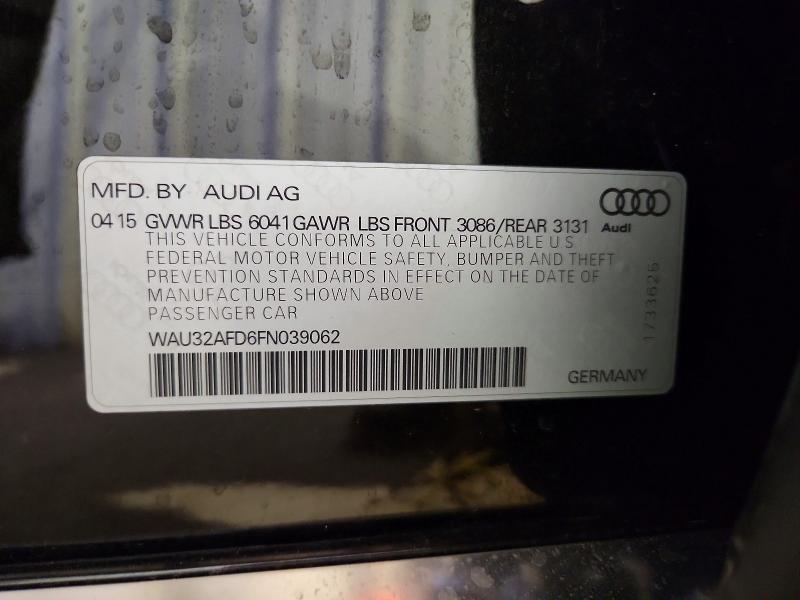 MFD. BY AUDI AG
0415 GVWR LBS 6041 GAWR LBS FRONT 3086/REAR 3131
Audi
THIS VEHICLE CONFORMS TO ALL APPLICABLE U S
FEDERAL MOTOR VEHICLE SAFETY, BUMPER AND THEFT
PREVENTION STANDARDS IN EFFECT ON THE DATE OF
MANUFACTURE SHOWN ABOVE
PASSENGER CAR
WAU32AFD6FN039062
GERMANY
1733625